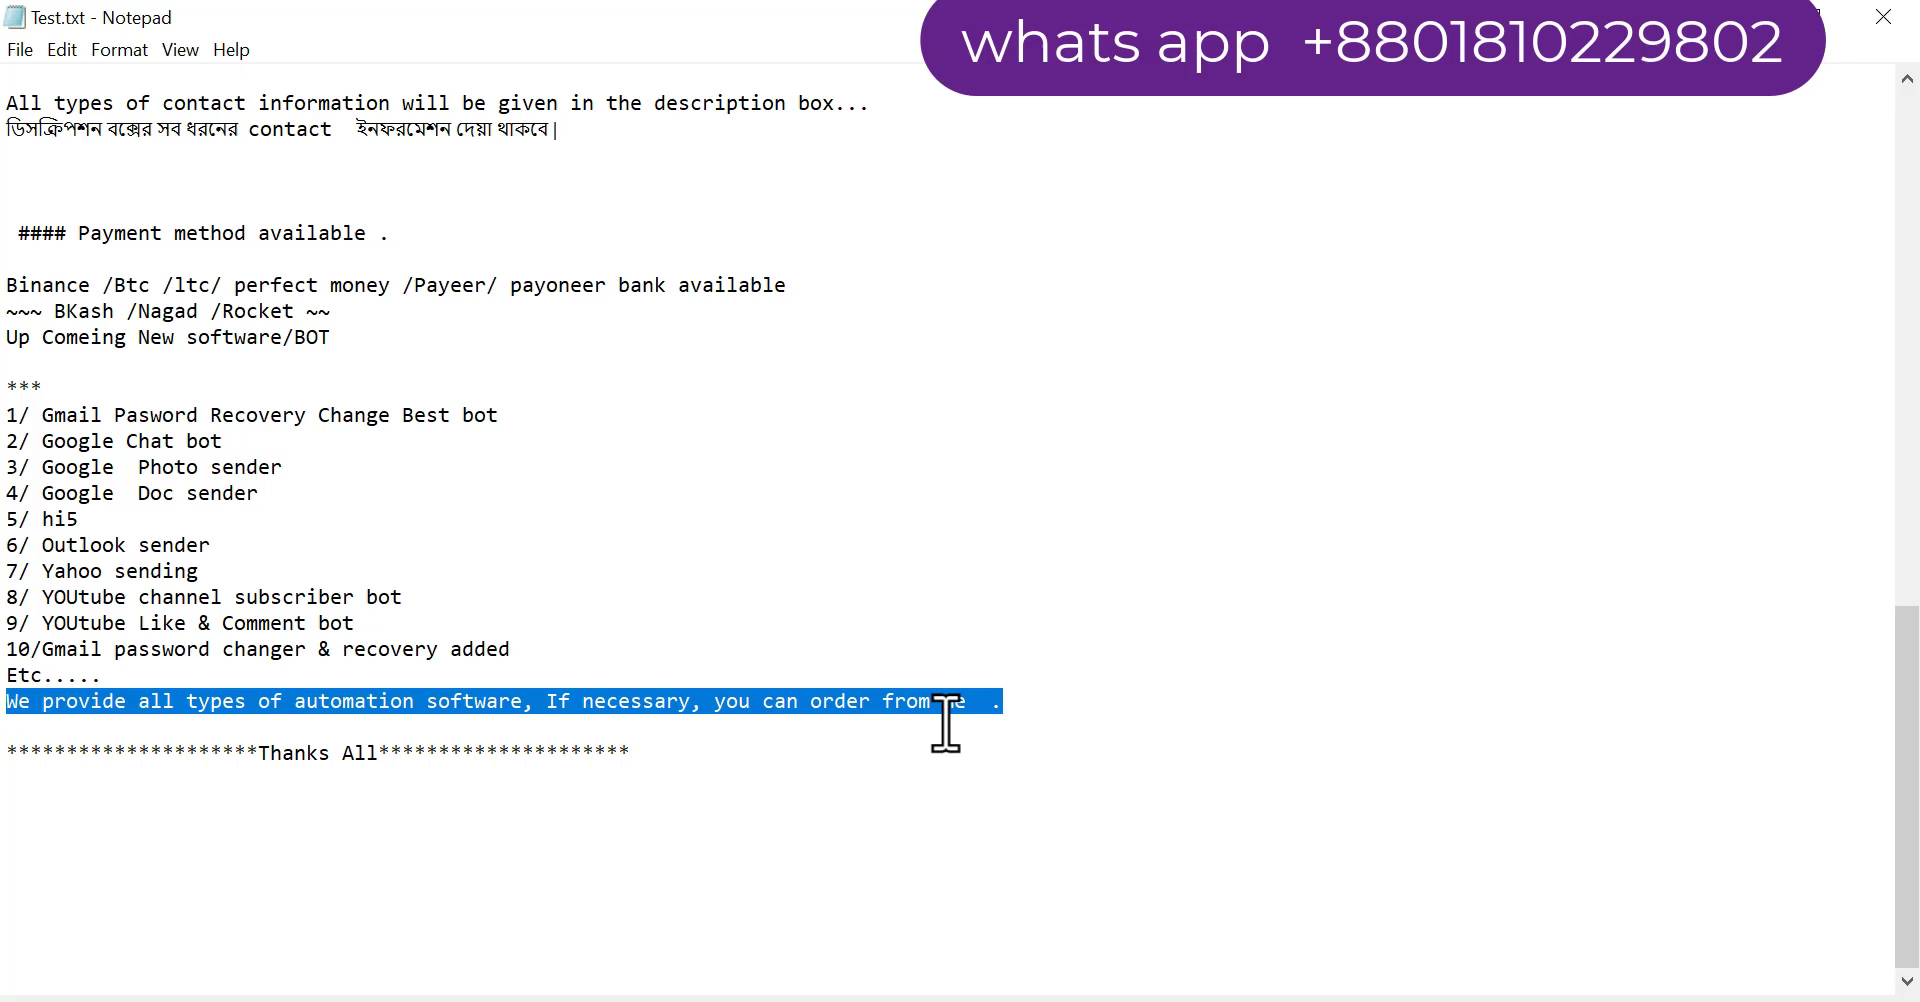 Test.txt - Notepad
whats app +8801810229802
File Edit Format View Help
All types of contact information will be given in the description box...
ডিসক্রিপশন বক্সের সব ধরনের contact ইনফরমেশন দেয়া থাকবে|
#### Payment method available .
Binance /Btc /ltc/ perfect money /Payeer/ payoneer bank available
~~~ BKash /Nagad /Rocket ~~
Up Comeing New software/BOT
***
1/ Gmail Pasword Recovery Change Best bot
2/ Google Chat bot
3/ Google Photo sender
4/ Google Doc sender
5/ hi5
6/ Outlook sender
7/ Yahoo sending
8/ YOUtube channel subscriber bot
9/ YOUtube Like & Comment bot
10/Gmail password changer & recovery added
Etc.....
We provide all types of automation software, If necessary, you can order from .
*********************Thanks All*********************